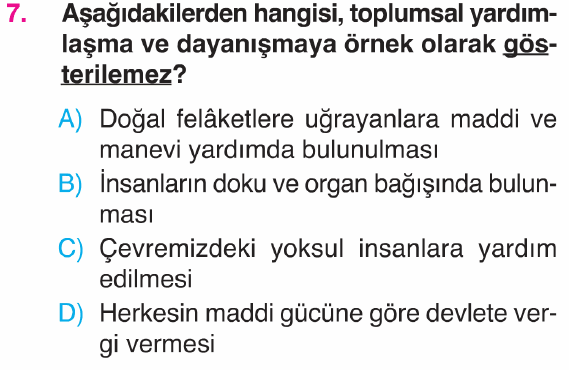 7. Aşağıdakilerden hangisi, toplumsal yardım-
laşma ve dayanışmaya örnek olarak gös-
terilemez?
A) Doğal felâketlere uğrayanlara maddi ve
manevi yardımda bulunulması
B) İnsanların doku ve organ bağışında bulun-
ması
C) Çevremizdeki yoksul insanlara yardım
edilmesi
D) Herkesin maddi gücüne göre devlete ver-
gi vermesi